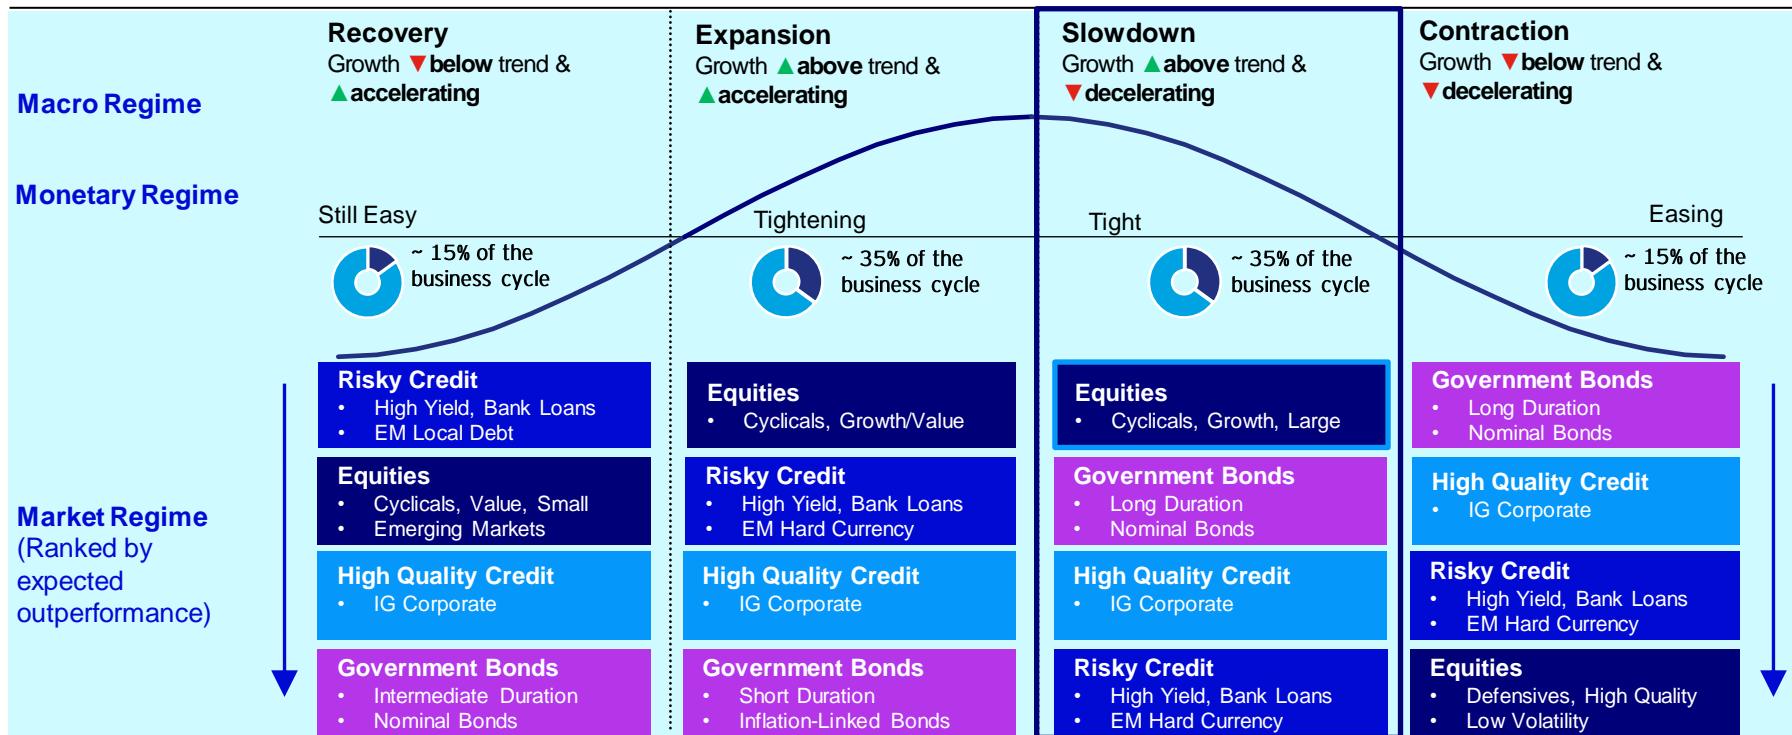 Recovery
Growth ▼below trend &
▲accelerating
Expansion
Growth ▲above trend &
▲accelerating
Slowdown
Growth ▲above trend &
▼decelerating
Contraction
Growth ▼below trend &
▼decelerating
Macro Regime
Monetary Regime
Still Easy
Tightening
Tight
Easing
~ 15% of the
business cycle
~ 35% of the
business cycle
~ 35% of the
business cycle
~ 15% of the
business cycle
Market Regime
(Ranked by
expected
outperformance)
Risky Credit
• High Yield, Bank Loans
• EM Local Debt
Equities
• Cyclicals, Value, Small
• Emerging Markets
High Quality Credit
• IG Corporate
Government Bonds
• Intermediate Duration
• Nominal Bonds
Equities
• Cyclicals, Growth/Value
Risky Credit
• High Yield, Bank Loans
• EM Hard Currency
High Quality Credit
• IG Corporate
Government Bonds
• Short Duration
• Inflation-Linked Bonds
Equities
• Cyclicals, Growth, Large
Government Bonds
• Long Duration
• Nominal Bonds
High Quality Credit
• IG Corporate
Risky Credit
• High Yield, Bank Loans
• EM Hard Currency
Government Bonds
• Long Duration
• Nominal Bonds
High Quality Credit
• IG Corporate
Risky Credit
• High Yield, Bank Loans
• EM Hard Currency
Equities
• Defensives, High Quality
• Low Volatility